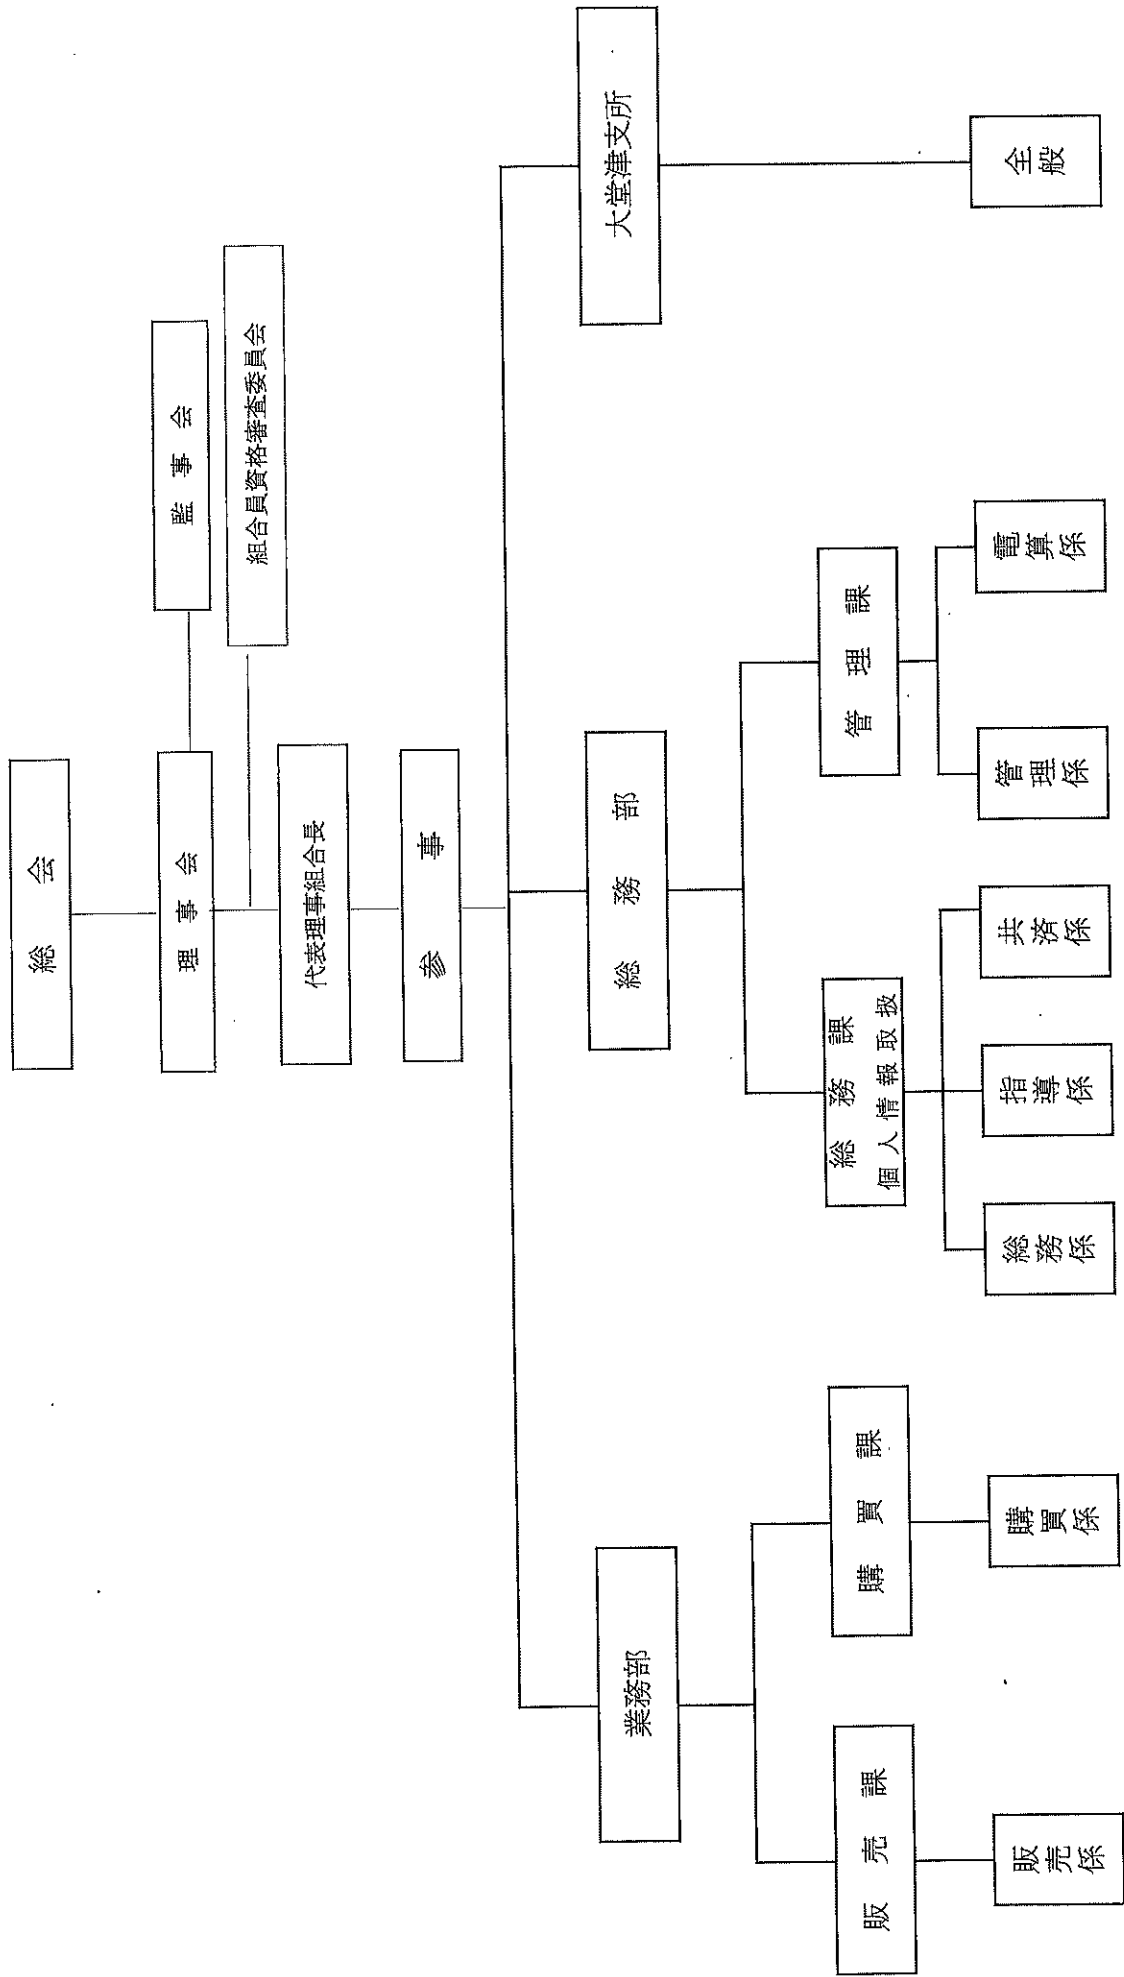 総会
理事会
監事会
組合員資格審査委員会
代表理事組合長
参事
業務部
総務部
大堂津支所
販売課
購買課
総務課
個人情報取扱
管理課
販売係
購買係
総務係
指導係
共済係
管理係
電算係
全般